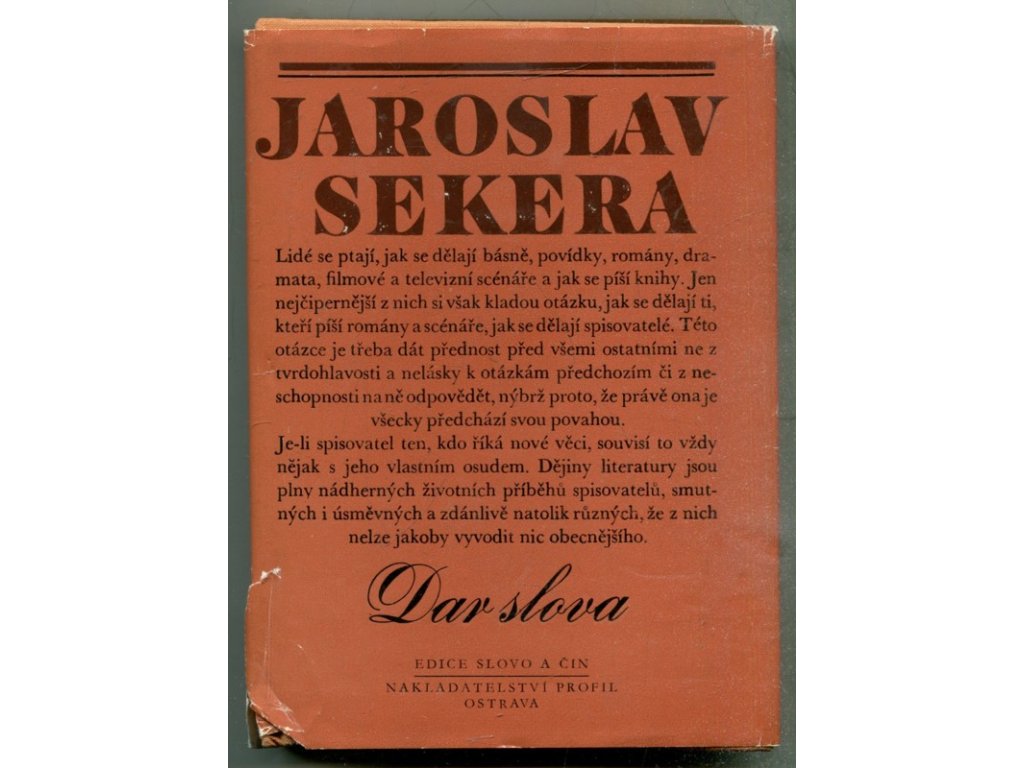 JAROSLAV
SEKERA
Lidé se ptají, jak se dělají básně, povídky, romány, dra-
mata, filmové a televizní scénáře a jak se píší knihy. Jen
nejčipernější z nich si však kladou otázku, jak se dělají ti,
kteří píší romány a scénáře, jak se dělají spisovatelé. Této
otázce je třeba dát přednost před všemi ostatními ne z
tvrdohlavosti a nelásky k otázkám předchozím či z ne-
schopnosti na ně odpovědět, nýbrž proto, že právě ona je
všecky předchází svou povahou.
Je-li spisovatel ten, kdo říká nové věci, souvisí to vždy
nějak s jeho vlastním osudem. Dějiny literatury jsou
plny nádherných životních příběhů spisovatelů, smut-
ných i úsměvných a zdánlivě natolik různých, že z nich
nelze jakoby vyvodit nic obecnějšího.
Dar slova
EDICE SLOVO A ČIN
NAKLADATELSTVÍ PROFIL
OSTRAVA